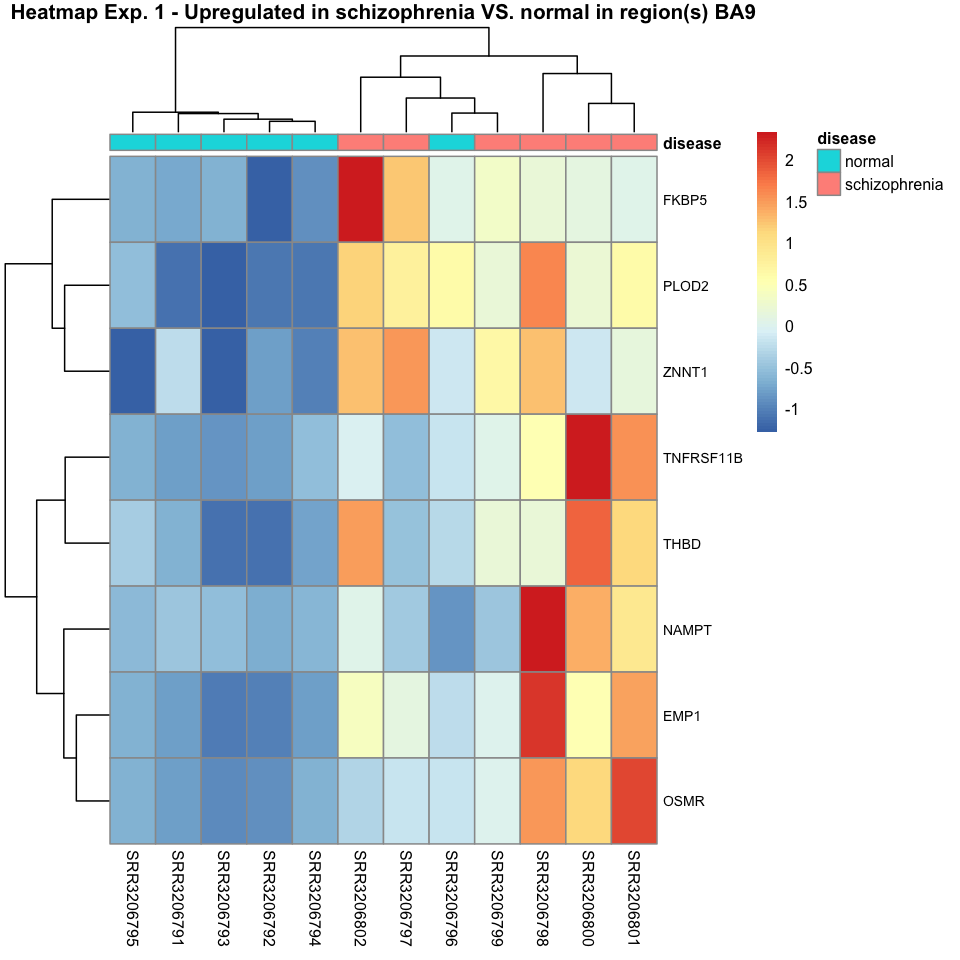 Heatmap Exp. 1 - Upregulated in schizophrenia VS. normal in region(s) BA9
disease
FKBP5
PLOD2
ZNNT1
TNFRSF11B
THBD
NAMPT
EMP1
OSMR
2
1.5
1
0.5
0
-0.5
-1
disease
normal
schizophrenia
SRR3206795
SRR3206791
SRR3206793
SRR3206792
SRR3206794
SRR3206802
SRR3206797
SRR3206796
SRR3206799
SRR3206798
SRR3206800
SRR3206801